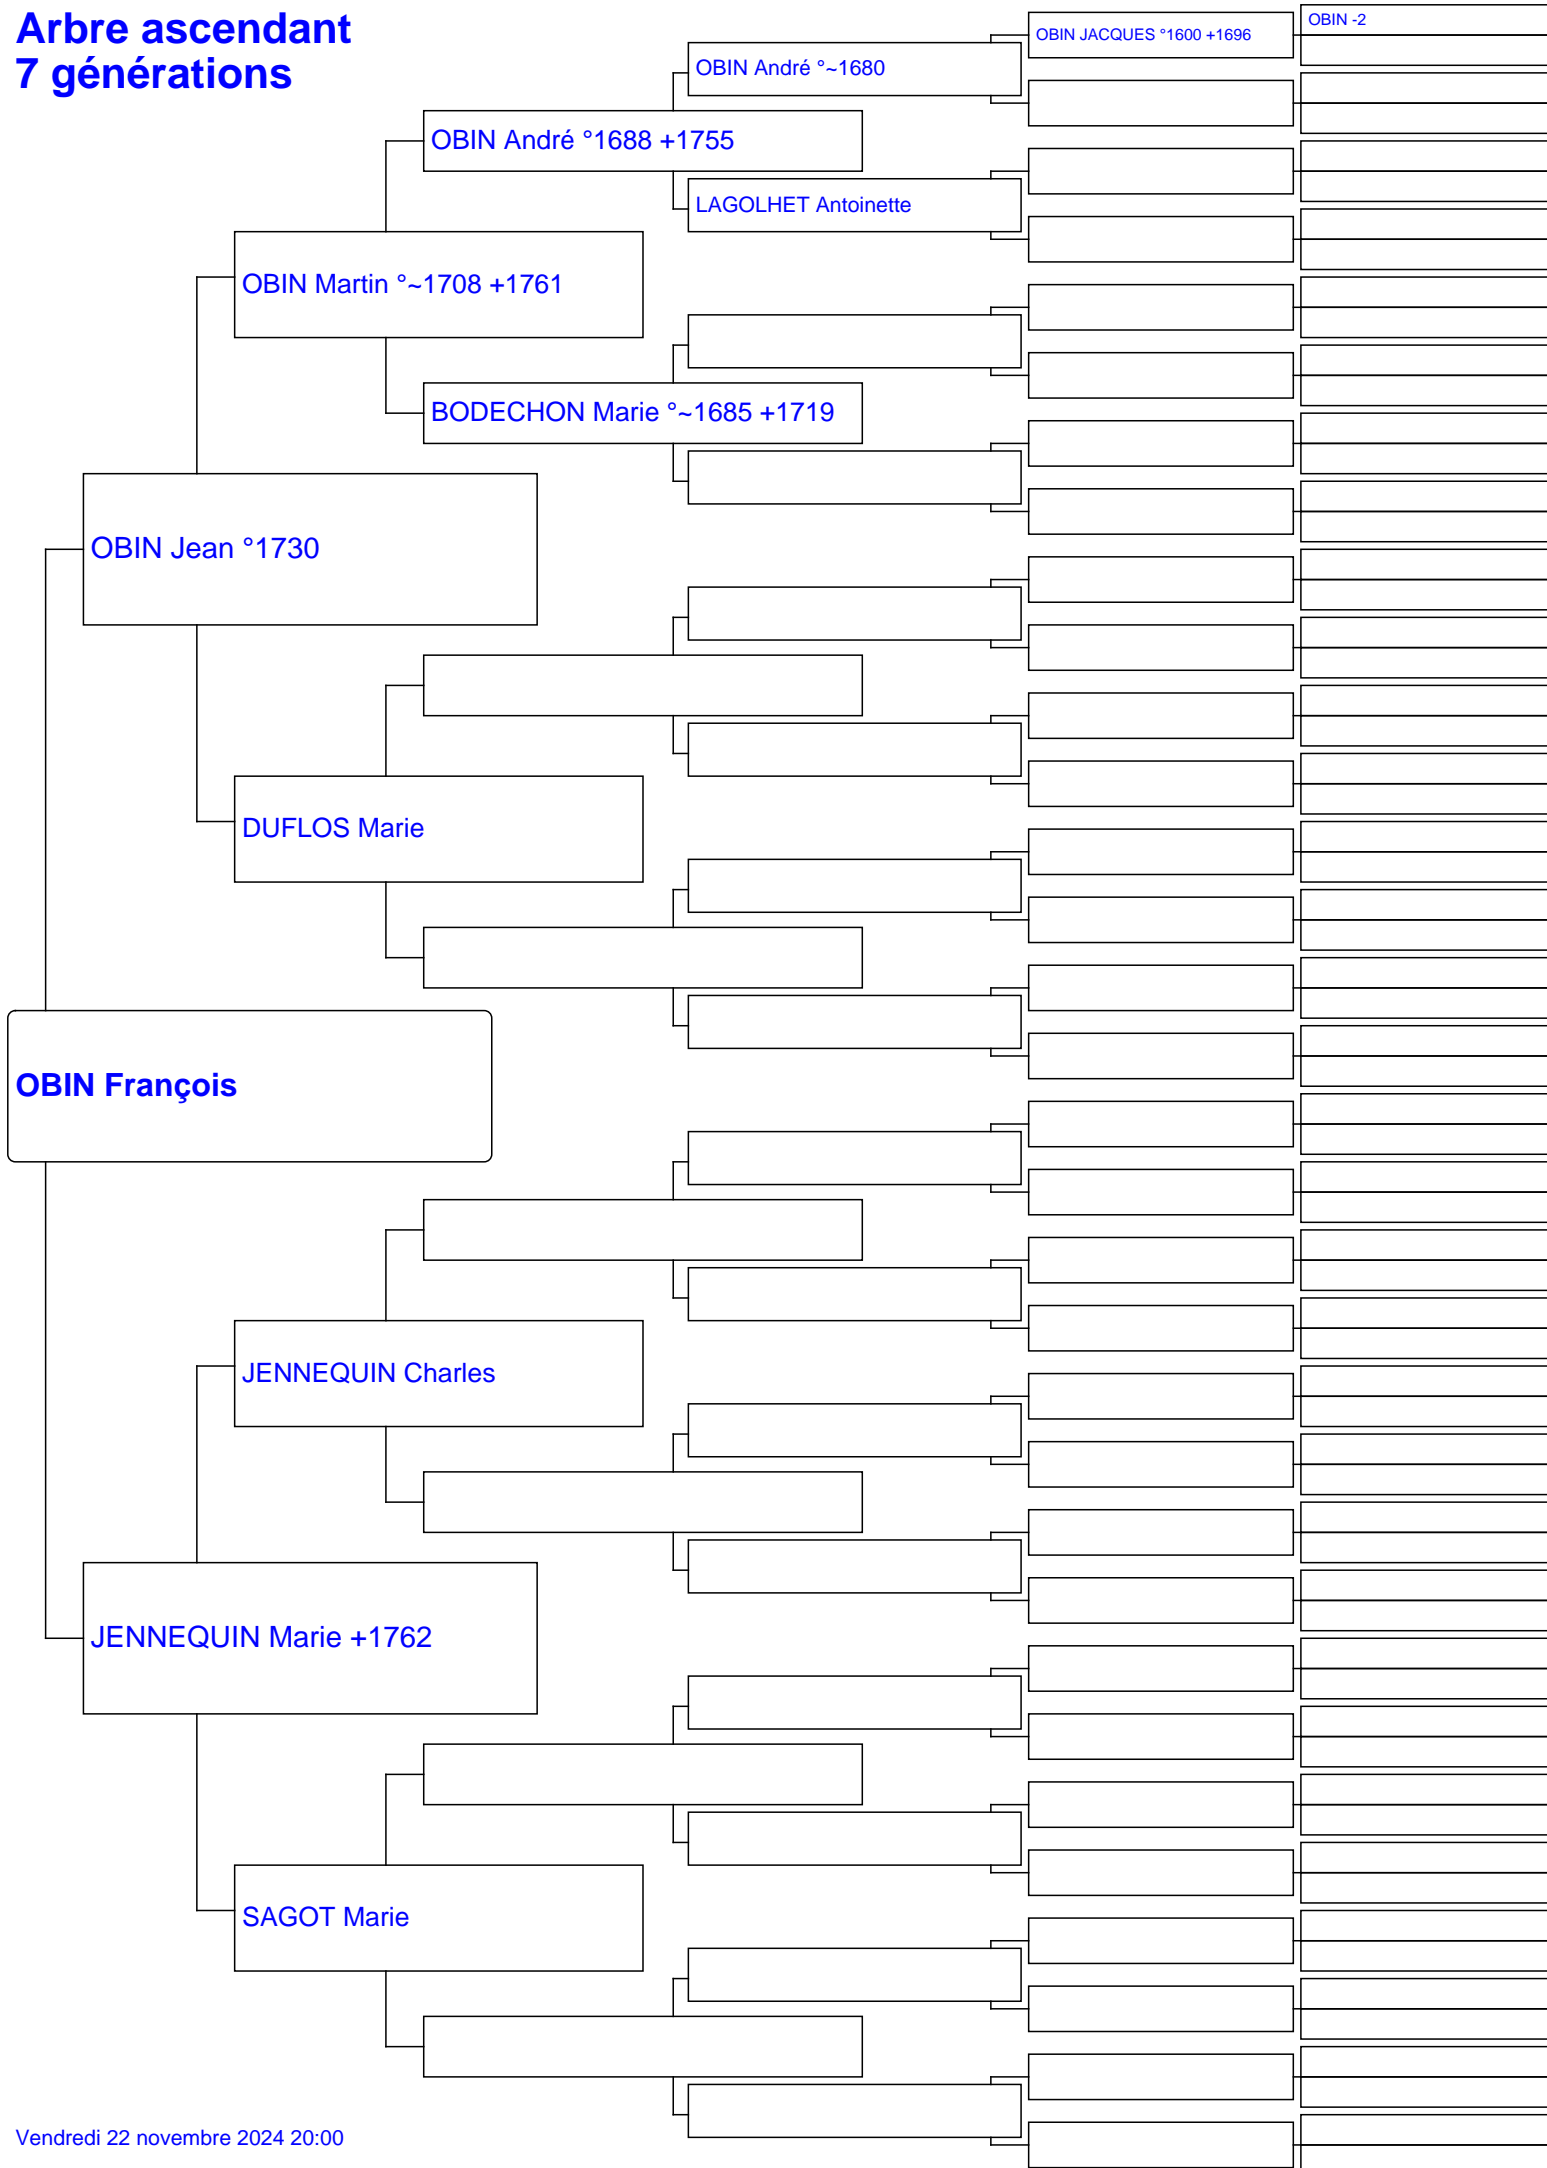 Arbre ascendant
7 générations
OBIN -2
OBIN JACQUES °1600 +1696
OBIN André °~1680
OBIN André °1688 +1755
LAGOLHET Antoinette
OBIN Martin °~1708 +1761
BODECHON Marie °~1685 +1719
OBIN Jean °1730
DUFLOS Marie
OBIN François
JENNEQUIN Charles
JENNEQUIN Marie +1762
SAGOT Marie
Vendredi 22 novembre 2024 20:00